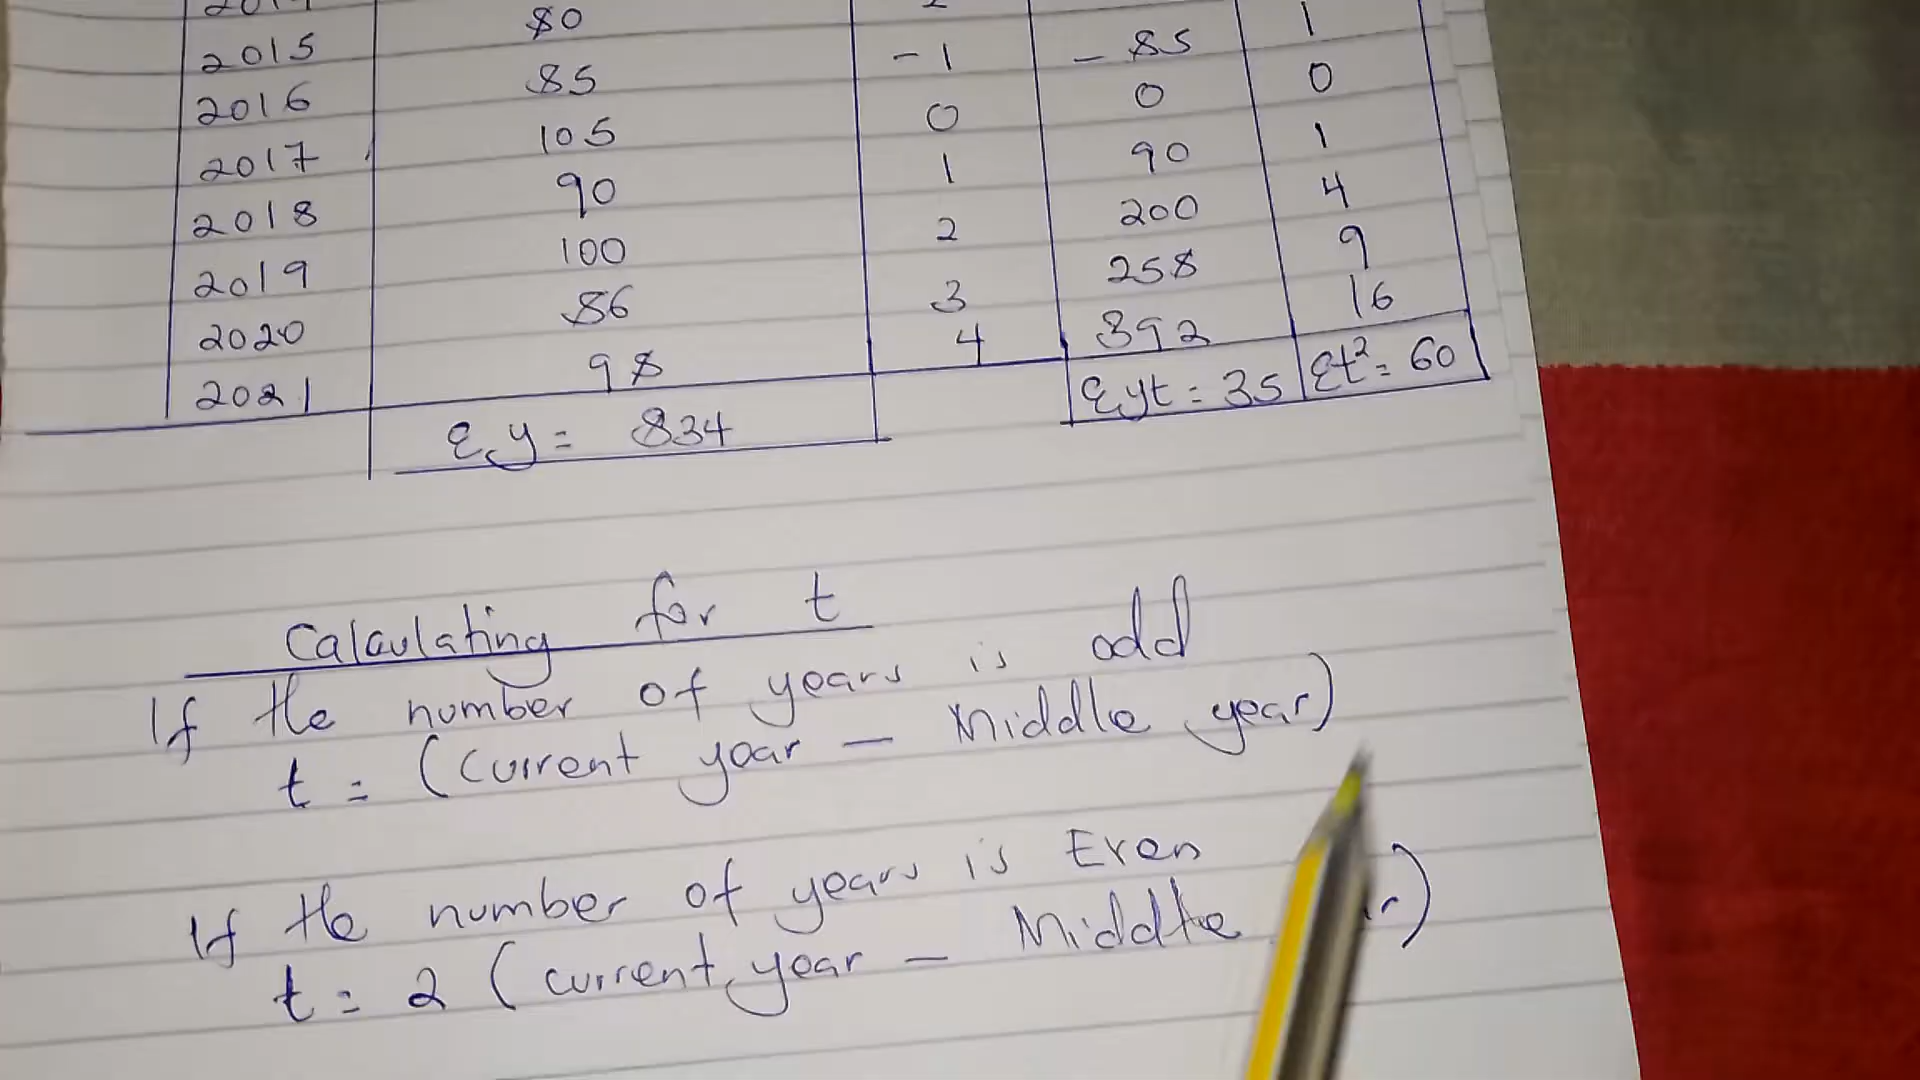 80 2
2015 85 -1 - 85 1
2016 105 0 0 0
2017 90 1 90 1
2018 100 2 200 4
2019 86 3 258 9
2020 98 4 392 16
2021 Σy = 834 Σyt = 35 Σt² = 60
Calculating for t
If the number of years is odd
t = (Current year - Middle year)
If the number of years is Even
t = 2 (current year - Middle